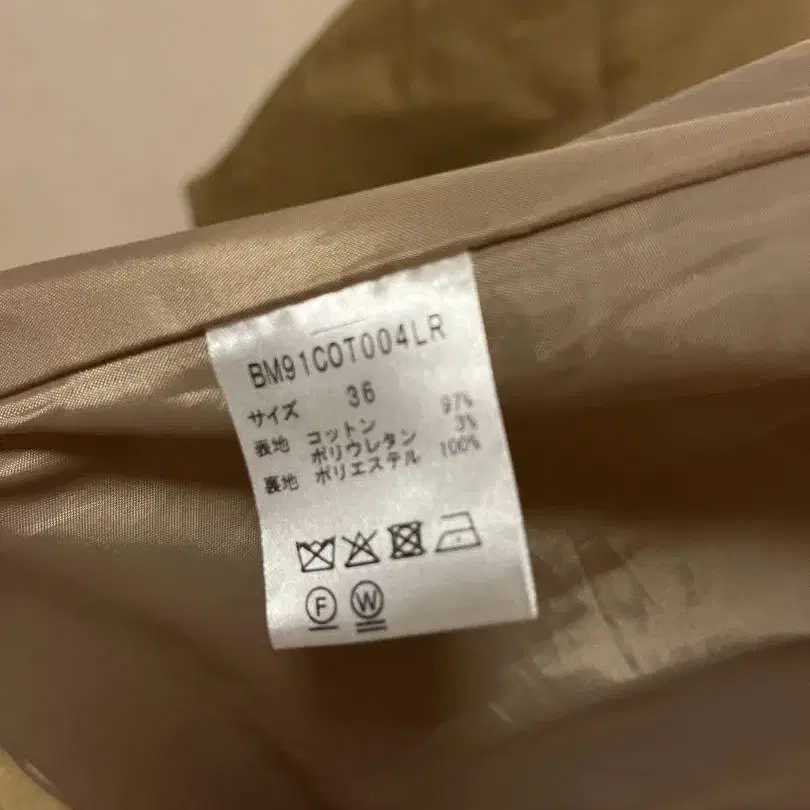 BM91COT004LR
サイズ 36
表地 コットン 97%
ポリウレタン 3%
裏地 ポリエステル 100%
F W